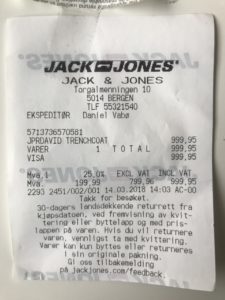 JACK & JONES
JACK & JONES
Torgalmenningen 10
5014 BERGEN
TLF 55321540
EKSPEDITØR Daniel Vabø
5713736570581
JPRDAVID TRENCHCOAT 999,95
VARER 1 TOTAL 999,95
VISA 999,95
Mva. 25.0% EXCL VAT INCL VAT
Mva. 199,99 799,96 999,95
2293 2451/002/001 14.03.2018 14:03 AC-00
Takk for besøket.
30-dagers landsdekkende returrett fra
kjøpsdatoen, ved fremvisning av kvit-
tering eller byttelapp og med pris-
lappen på varen. Hvis du vil returnere
varen, vennligst ta med kvittering.
Varer kan kun byttes eller returneres
i sin originale pakning.
Gi oss tilbakemelding
på jackjones.com/feedback.